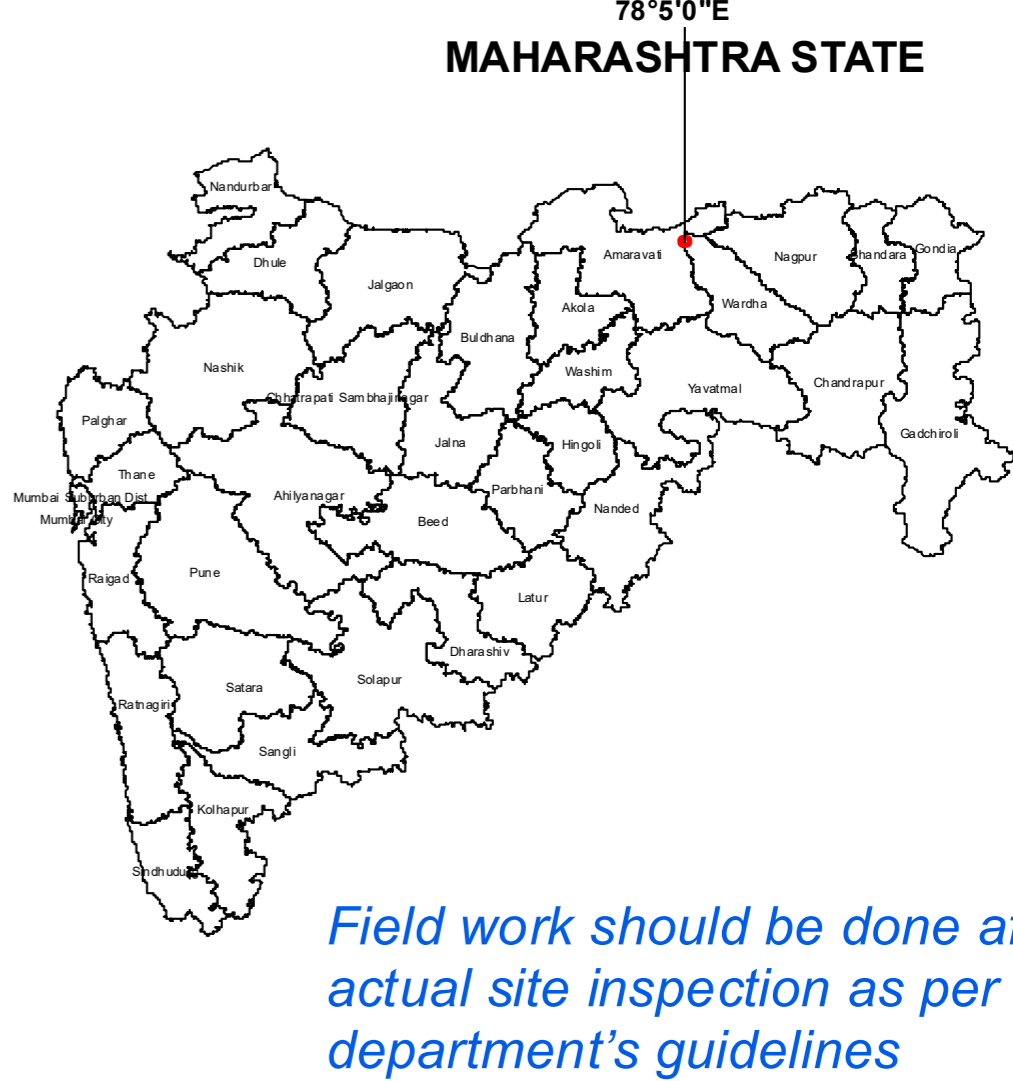 78°5'0"E
MAHARASHTRA STATE
Nandurbar
Dhule
Jalgaon
Amaravati
Nagpur
Bhandara
Gondia
Akola
Wardha
Buldhana
Nashik
Washim
Yavatmal
Chandrapur
Chhatrapati Sambhajinagar
Palghar
Jalna
Hingoli
Gadchiroli
Thane
Ahilyanagar
Parbhani
Mumbai Suburban Dist
Mumbai City
Beed
Nanded
Raigad
Pune
Latur
Dharashiv
Satara
Solapur
Ratnagiri
Sangli
Kolhapur
Sindhudu
Field work should be done af
actual site inspection as per
department’s guidelines